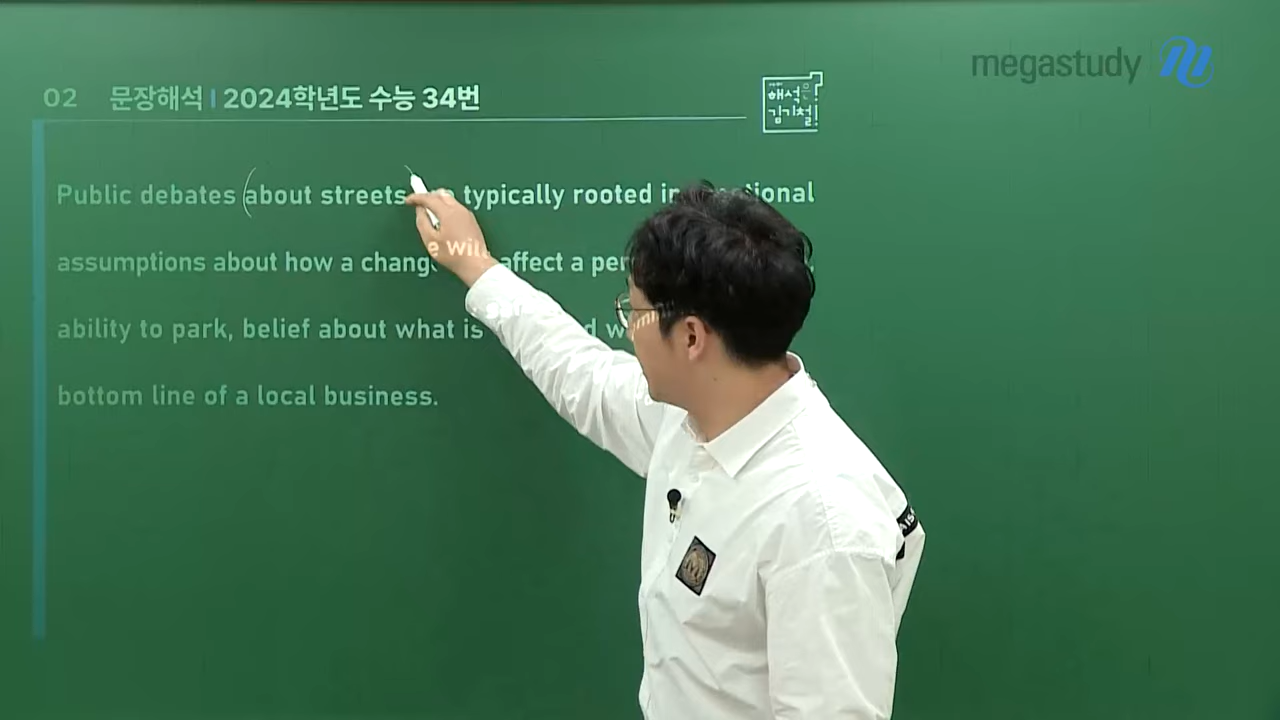 megastudy
02 문장해석 | 2024학년도 수능 34번
해석은!
김기철!
Public debates (about streets typically rooted in
assumptions about how a change will affect a
ability to park, belief about what is
bottom line of a local business.